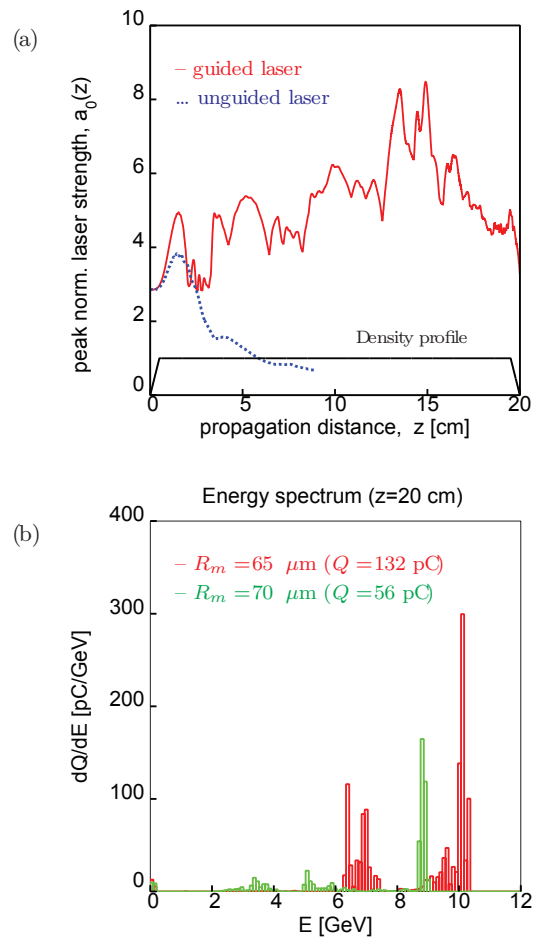 (a)
peak norm. laser strength, a₀(z)
10
8
6
4
2
0
– guided laser
... unguided laser
Density profile
0 5 10 15 20
propagation distance, z [cm]
(b)
Energy spectrum (z=20 cm)
dQ/dE [pC/GeV]
400
300
200
100
0
– Rₘ =65 μm (Q =132 pC)
– Rₘ =70 μm (Q =56 pC)
0 2 4 6 8 10 12
E [GeV]